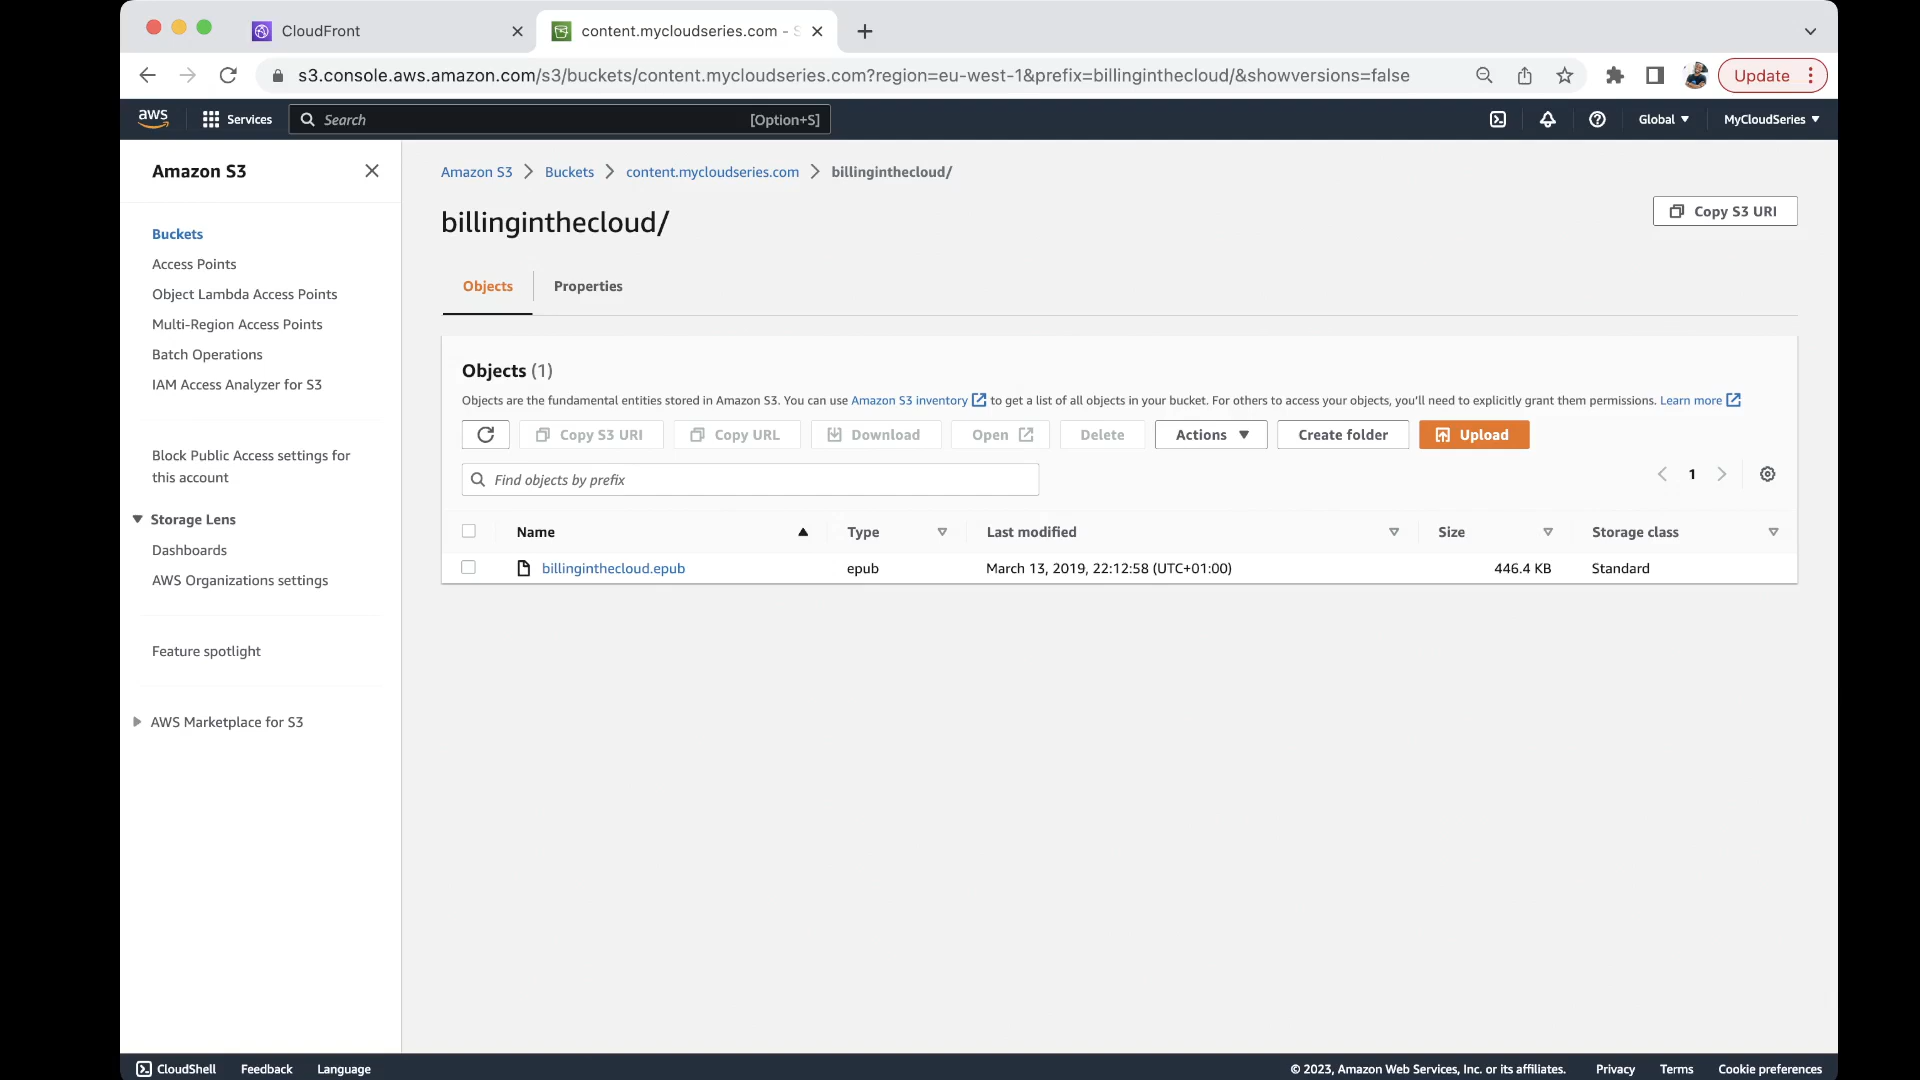 CloudFront
content.mycloudseries.com - S
s3.console.aws.amazon.com/s3/buckets/content.mycloudseries.com?region=eu-west-1&prefix=billinginthecloud/&showversions=false
Update
aws
Services
Search
[Option+S]
Global
MyCloudSeries
Amazon S3
Buckets
Access Points
Object Lambda Access Points
Multi-Region Access Points
Batch Operations
IAM Access Analyzer for S3
Block Public Access settings for
this account
Storage Lens
Dashboards
AWS Organizations settings
Feature spotlight
AWS Marketplace for S3
Amazon S3 > Buckets > content.mycloudseries.com > billinginthecloud/
billinginthecloud/
Copy S3 URI
Objects
Properties
Objects (1)
Objects are the fundamental entities stored in Amazon S3. You can use Amazon S3 inventory to get a list of all objects in your bucket. For others to access your objects, you'll need to explicitly grant them permissions. Learn more
Copy S3 URI
Copy URL
Download
Open
Delete
Actions
Create folder
Upload
Find objects by prefix
1
Name
Type
Last modified
Size
Storage class
billinginthecloud.epub
epub
March 13, 2019, 22:12:58 (UTC+01:00)
446.4 KB
Standard
CloudShell
Feedback
Language
© 2023, Amazon Web Services, Inc. or its affiliates.
Privacy
Terms
Cookie preferences